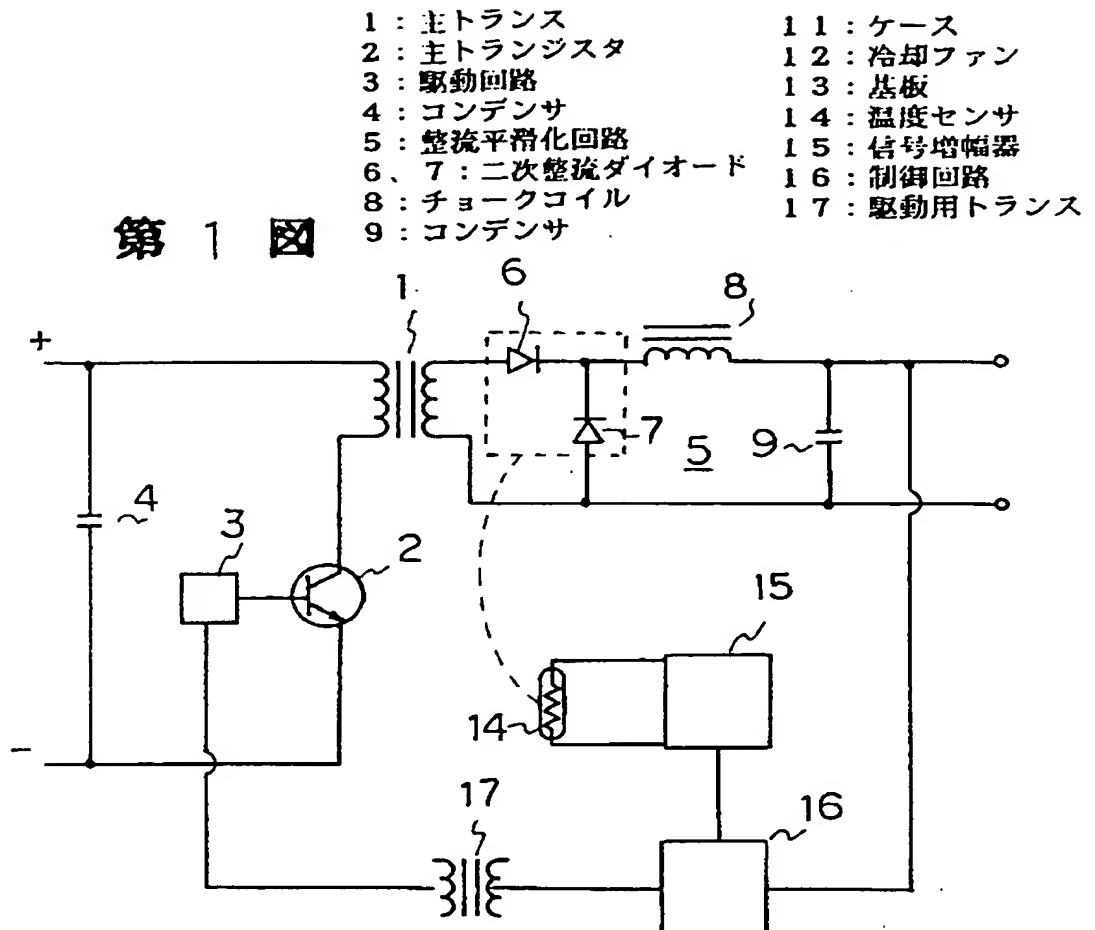 1：主トランス
2：主トランジスタ
3：駆動回路
4：コンデンサ
5：整流平滑化回路
6、7：二次整流ダイオード
8：チョークコイル
9：コンデンサ
11：ケース
12：冷却ファン
13：基板
14：温度センサ
15：信号増幅器
16：制御回路
17：駆動用トランス
第 1 図
6
1
8
+
7
5
9
4
3
2
15
14
−
17
16